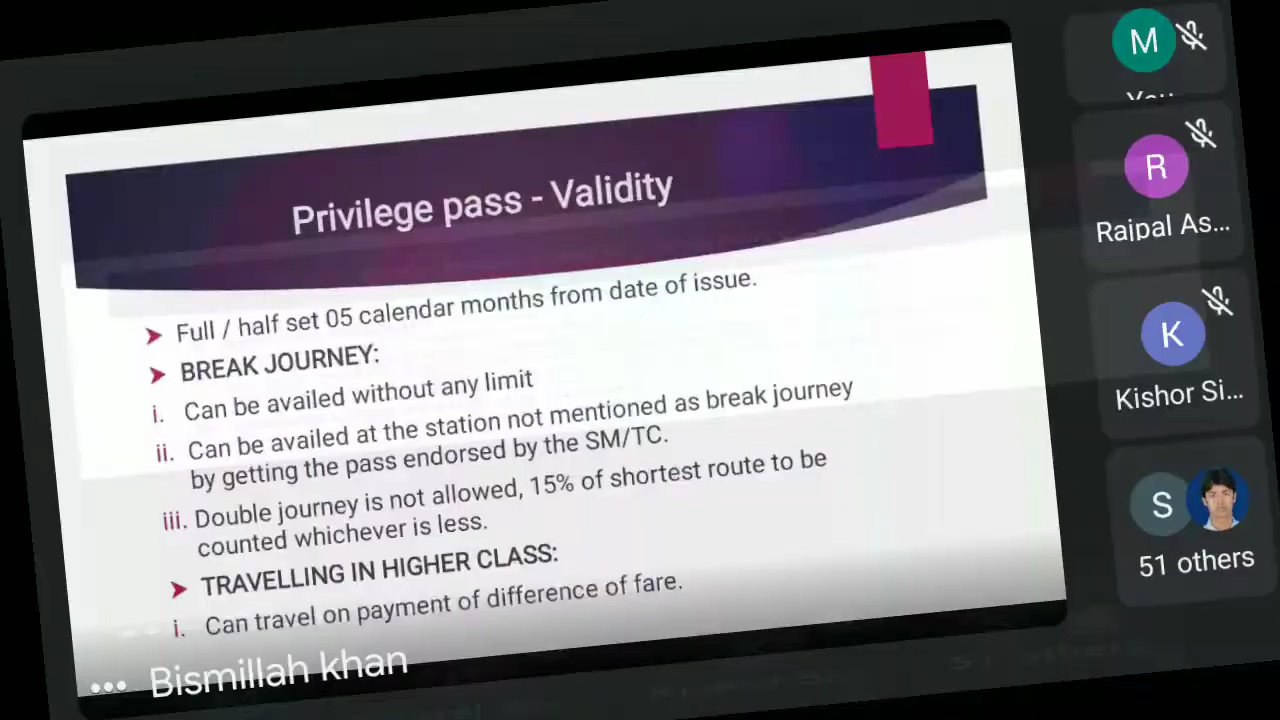 Privilege pass - Validity
Full / half set 05 calendar months from date of issue.
BREAK JOURNEY:
i. Can be availed without any limit
ii. Can be availed at the station not mentioned as break journey
by getting the pass endorsed by the SM/TC.
iii. Double journey is not allowed, 15% of shortest route to be
counted whichever is less.
TRAVELLING IN HIGHER CLASS:
i. Can travel on payment of difference of fare.
••• Bismillah khan
M
You
R
Rajpal As...
K
Kishor Si...
S
51 others